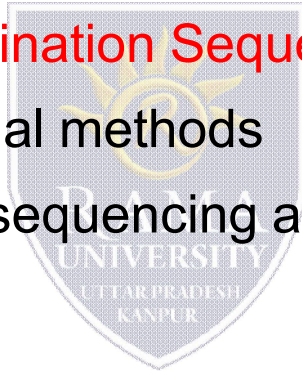 ination Seque
al methods
sequencing a
RAMA
UNIVERSITY
UTTAR PRADESH
KANPUR